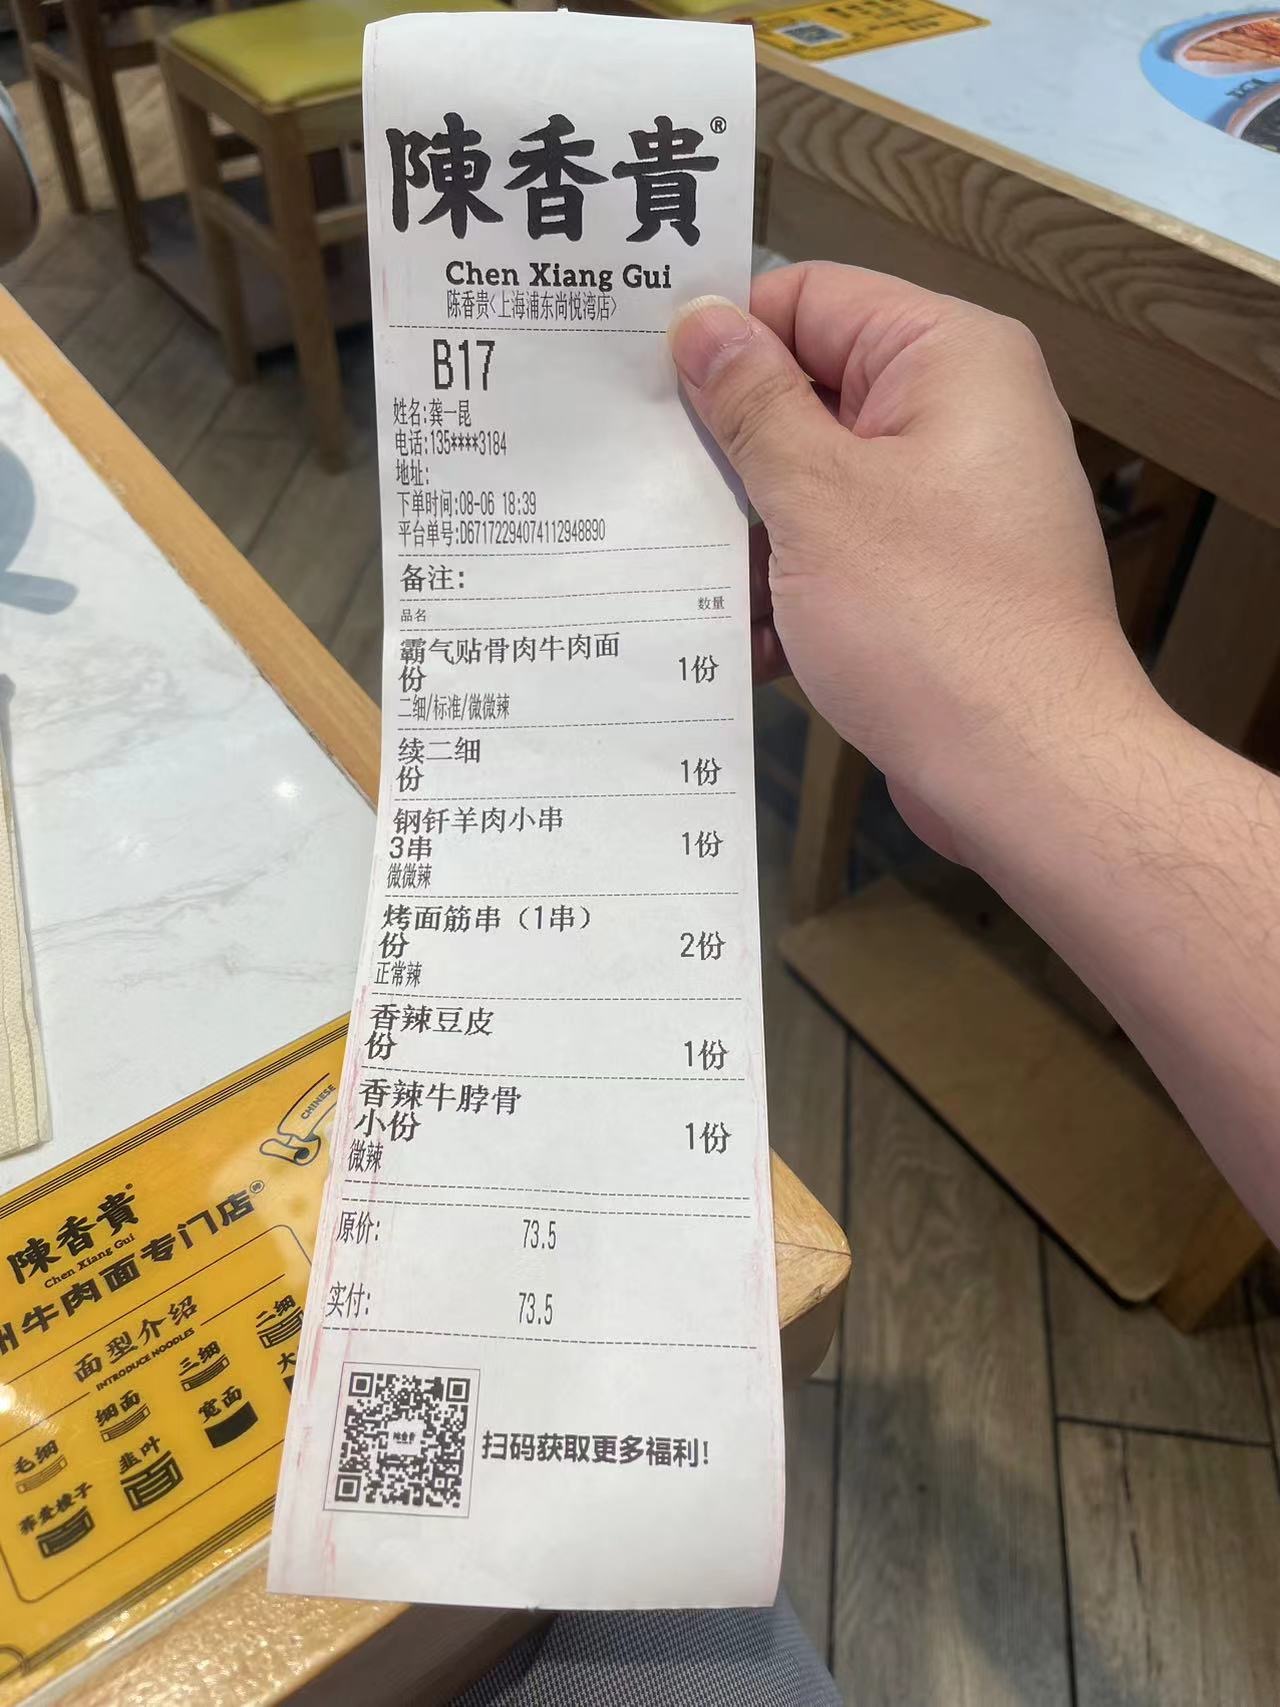 陳香貴®
Chen Xiang Gui
陈香贵<上海浦东尚悦湾店>
B17
姓名:龚一昆
电话:135****3184
地址:
下单时间:08-06 18:39
平台单号:D67172294074112948890
备注:
品名 数量
霸气贴骨肉牛肉面
份 1份
二细/标准/微微辣
续二细
份 1份
钢钎羊肉小串
3串 1份
微微辣
烤面筋串（1串）
份 2份
正常辣
香辣豆皮
份 1份
香辣牛脖骨
小份 1份
微辣
原价: 73.5
实付: 73.5
扫码获取更多福利!
CHINESE
陳香貴®
Chen Xiang Gui
州牛肉面专门店®
面型介绍
INTRODUCE NOODLES
二细
三细
大
细面
宽面
毛细
韭叶
荞麦棱子